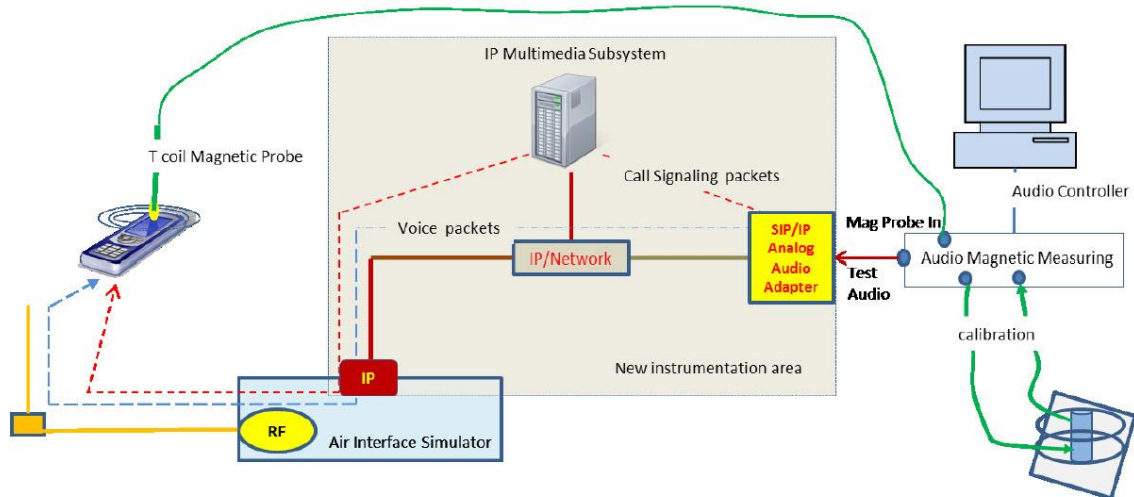 IP Multimedia Subsystem
T coil Magnetic Probe
Call Signaling packets
Audio Controller
Voice packets
Mag Probe In
SIP/IP
Analog
Audio
Adapter
IP/Network
Audio Magnetic Measuring
Test
Audio
calibration
New instrumentation area
IP
RF
Air Interface Simulator